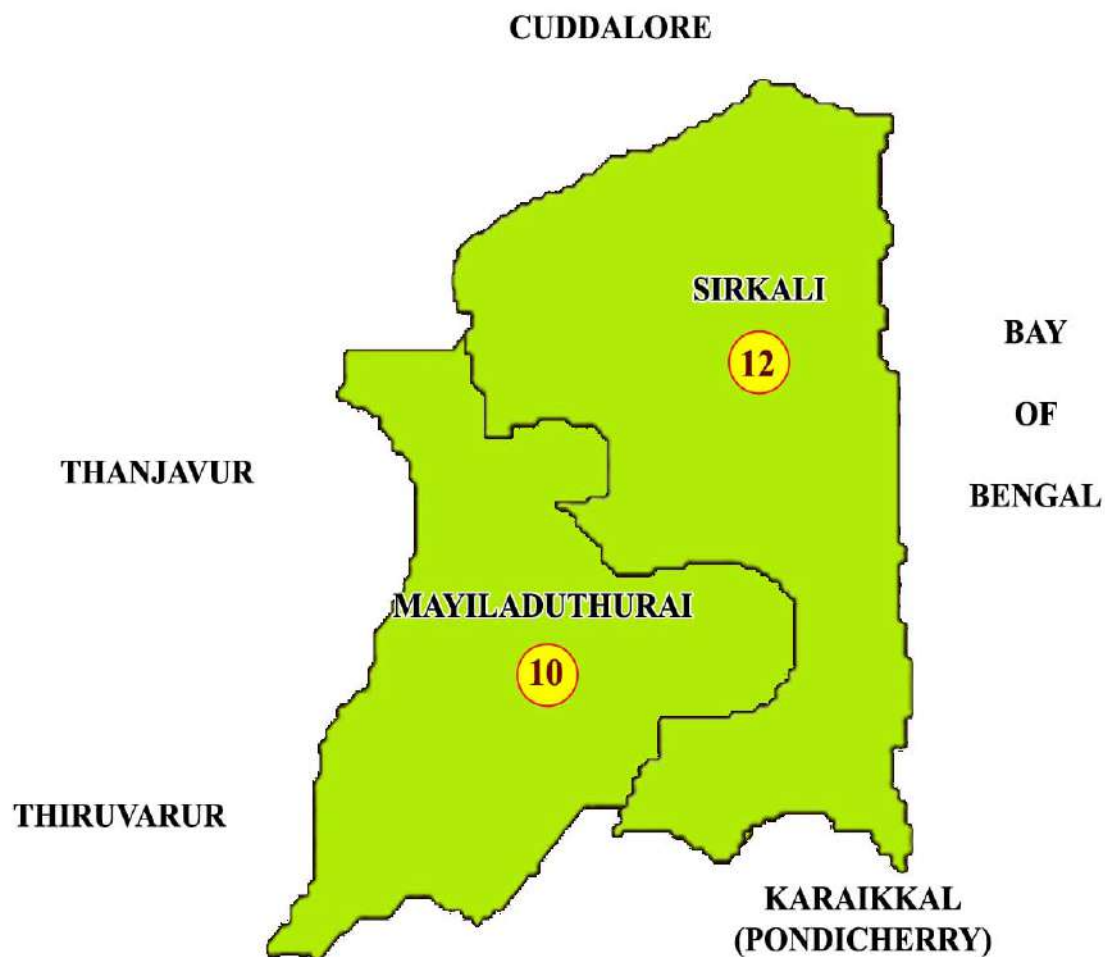 CUDDALORE
SIRKALI
12
BAY
OF
BENGAL
THANJAVUR
MAYILADUTHURAI
10
THIRUVARUR
KARAIKKAL
(PONDICHERRY)